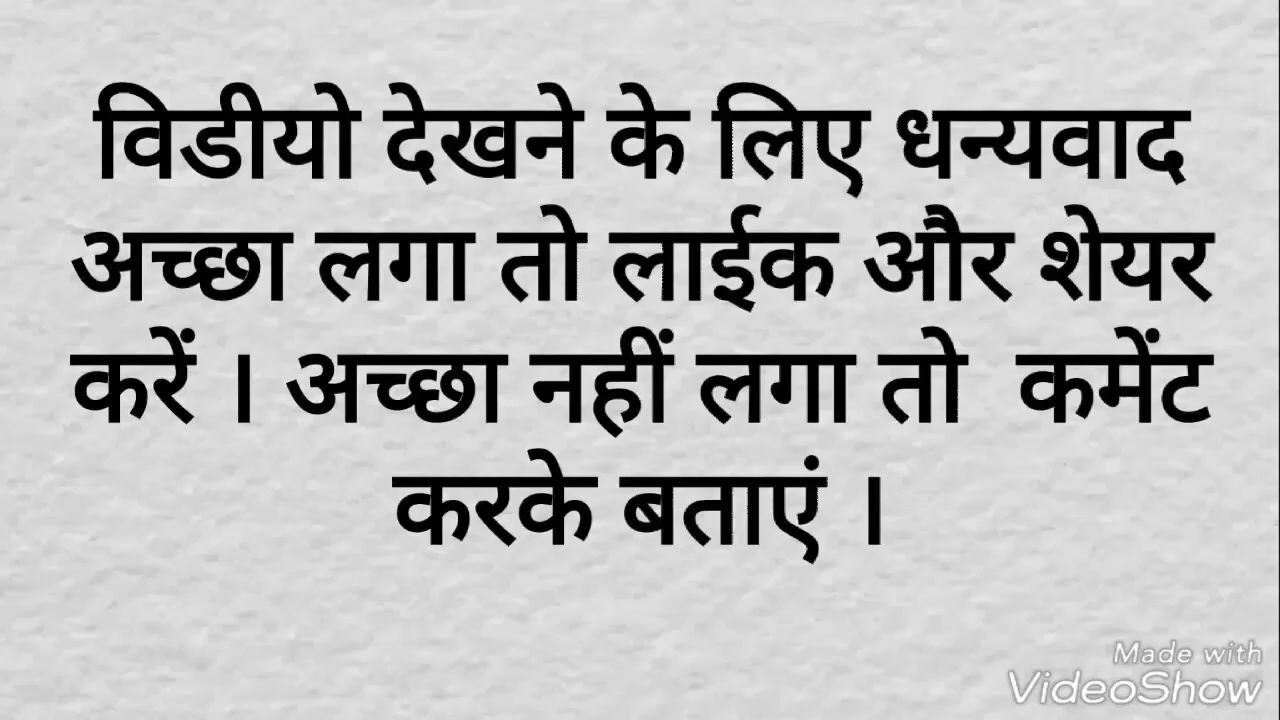 विडीयो देखने के लिए धन्यवाद
अच्छा लगा तो लाईक और शेयर
करें । अच्छा नहीं लगा तो कमेंट
करके बताएं ।
Made with
VideoShow